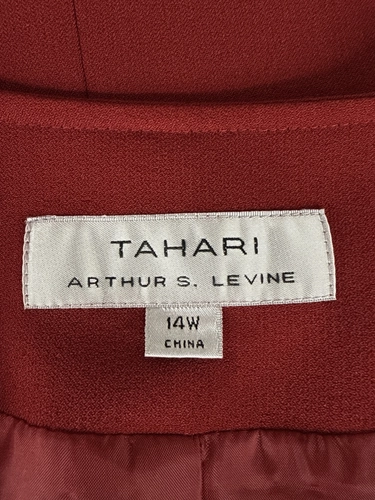 TAHARI
ARTHUR S. LEVINE
14W
CHINA